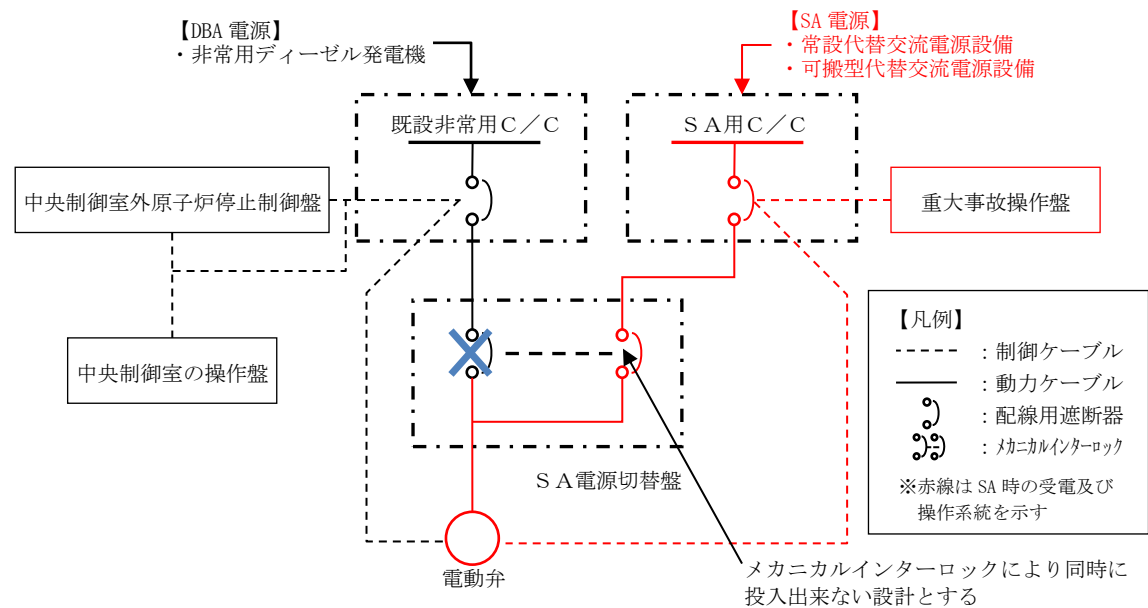 【DBA 電源】
・非常用ディーゼル発電機
【SA 電源】
・常設代替交流電源設備
・可搬型代替交流電源設備
既設非常用Ｃ／Ｃ
ＳＡ用Ｃ／Ｃ
中央制御室外原子炉停止制御盤
重大事故操作盤
中央制御室の操作盤
ＳＡ電源切替盤
電動弁
メカニカルインターロックにより同時に
投入出来ない設計とする
【凡例】
：制御ケーブル
：動力ケーブル
：配線用遮断器
：ﾒｶﾆｶﾙｲﾝﾀｰﾛｯｸ
※赤線は SA 時の受電及び
操作系統を示す